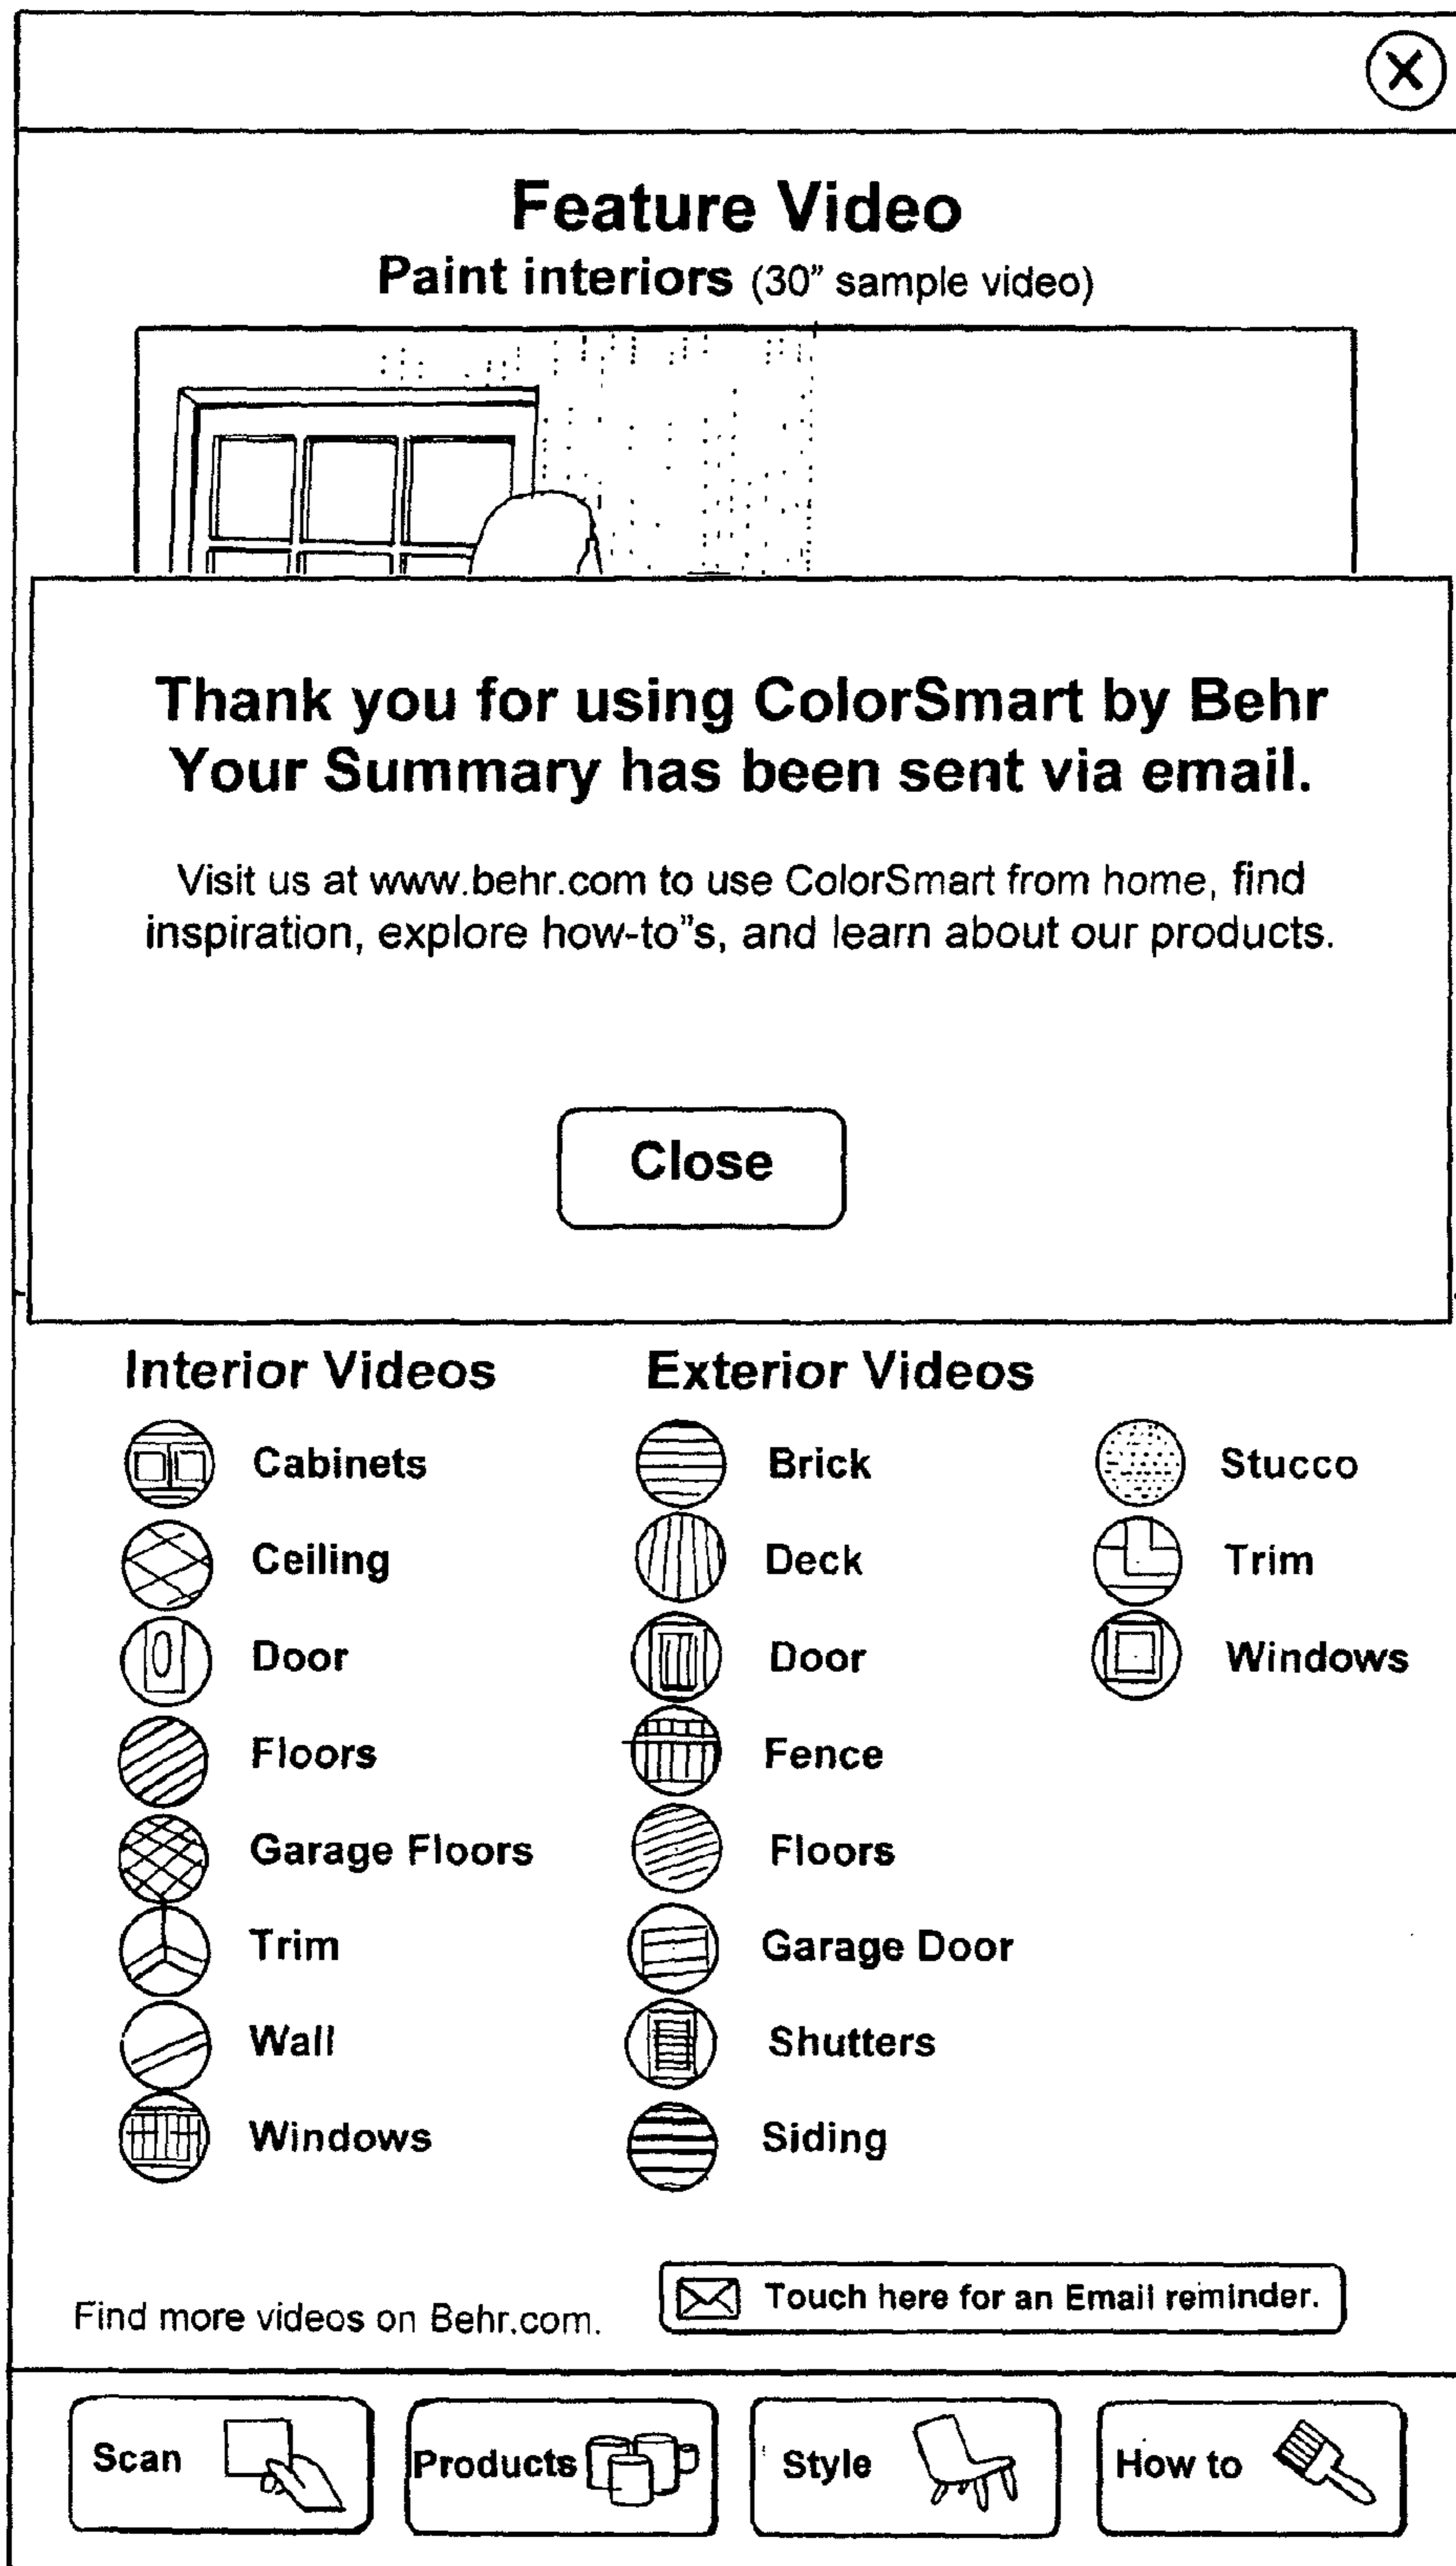 X
Feature Video
Paint interiors (30” sample video)
Thank you for using ColorSmart by Behr
Your Summary has been sent via email.
Visit us at www.behr.com to use ColorSmart from home, find
inspiration, explore how-to”s, and learn about our products.
Close
Interior Videos
Cabinets
Ceiling
Door
Floors
Garage Floors
Trim
Wall
Windows
Exterior Videos
Brick
Deck
Door
Fence
Floors
Garage Door
Shutters
Siding
Stucco
Trim
Windows
Find more videos on Behr.com.
Touch here for an Email reminder.
Scan
Products
Style
How to